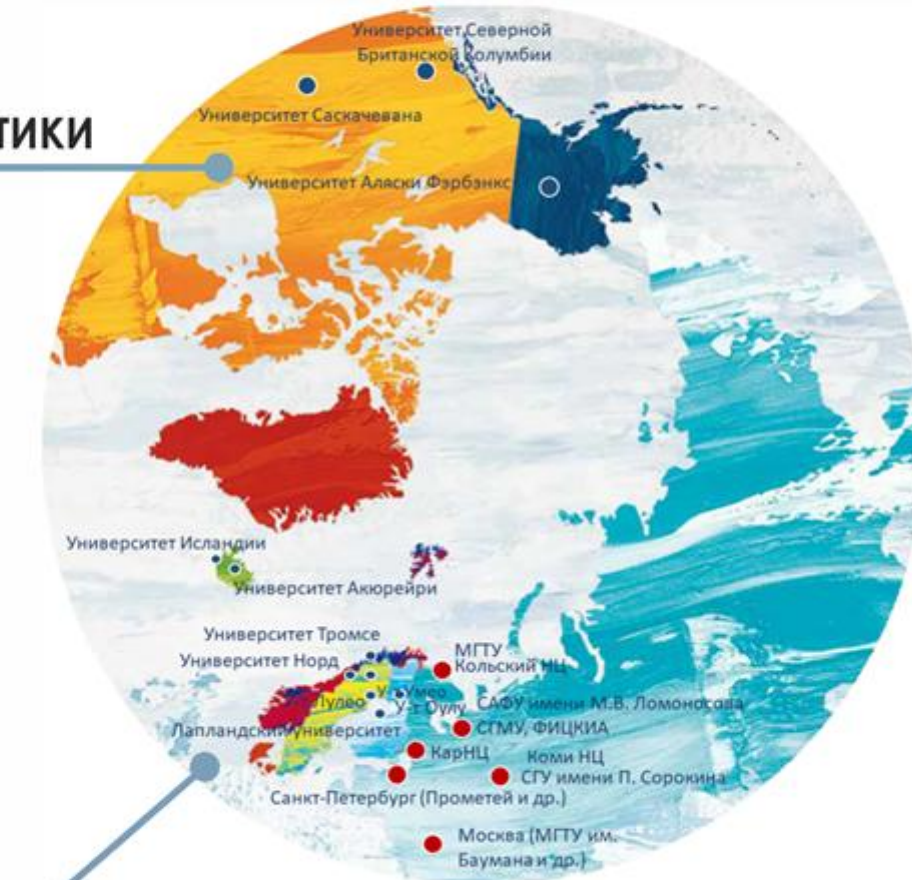 Университет Северной
Британской Колумбии
Университет Саскачевана
ТИКИ
Университет Аляски Фэрбэнкс
Университет Исландии
Университет Акюрейри
Университет Тромсе
Университет Норд
МГТУ
Кольский НЦ
У-т Умео
У-т Лулео
У-т Оулу
САФУ имени М.В. Ломоносова
Лапландский университет
СГМУ, ФИЦКИА
КарНЦ
Коми НЦ
СГУ имени П. Сорокина
Санкт-Петербург (Прометей и др.)
Москва (МГТУ им.
Баумана и др.)